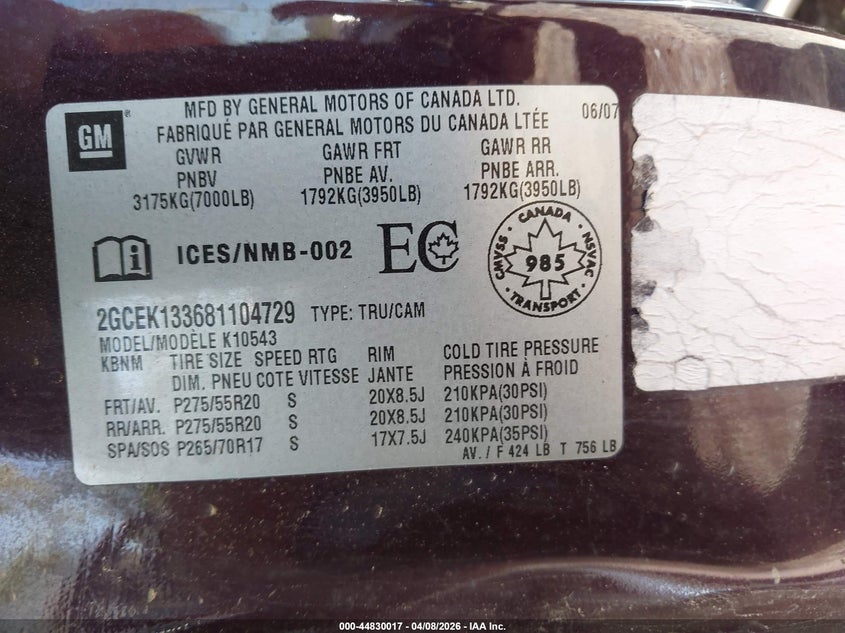 GM
MFD BY GENERAL MOTORS OF CANADA LTD. 06/07
FABRIQUÉ PAR GENERAL MOTORS DU CANADA LTÉE
GVWR GAWR FRT GAWR RR
PNBV PNBE AV. PNBE ARR.
3175KG(7000LB) 1792KG(3950LB) 1792KG(3950LB)
i ICES/NMB-002 EC
CANADA
CMVSS 985 NSVAC
TRANSPORT
2GCEK133681104729 TYPE: TRU/CAM
MODEL/MODÈLE K10543
KBNM TIRE SIZE SPEED RTG RIM COLD TIRE PRESSURE
DIM. PNEU COTE VITESSE JANTE PRESSION À FROID
FRT/AV. P275/55R20 S 20X8.5J 210KPA(30PSI)
RR/ARR. P275/55R20 S 20X8.5J 210KPA(30PSI)
SPA/SOS P265/70R17 S 17X7.5J 240KPA(35PSI)
AV. / F 424 LB T 756 LB
000-44830017 04/08/2026 - IAA Inc.